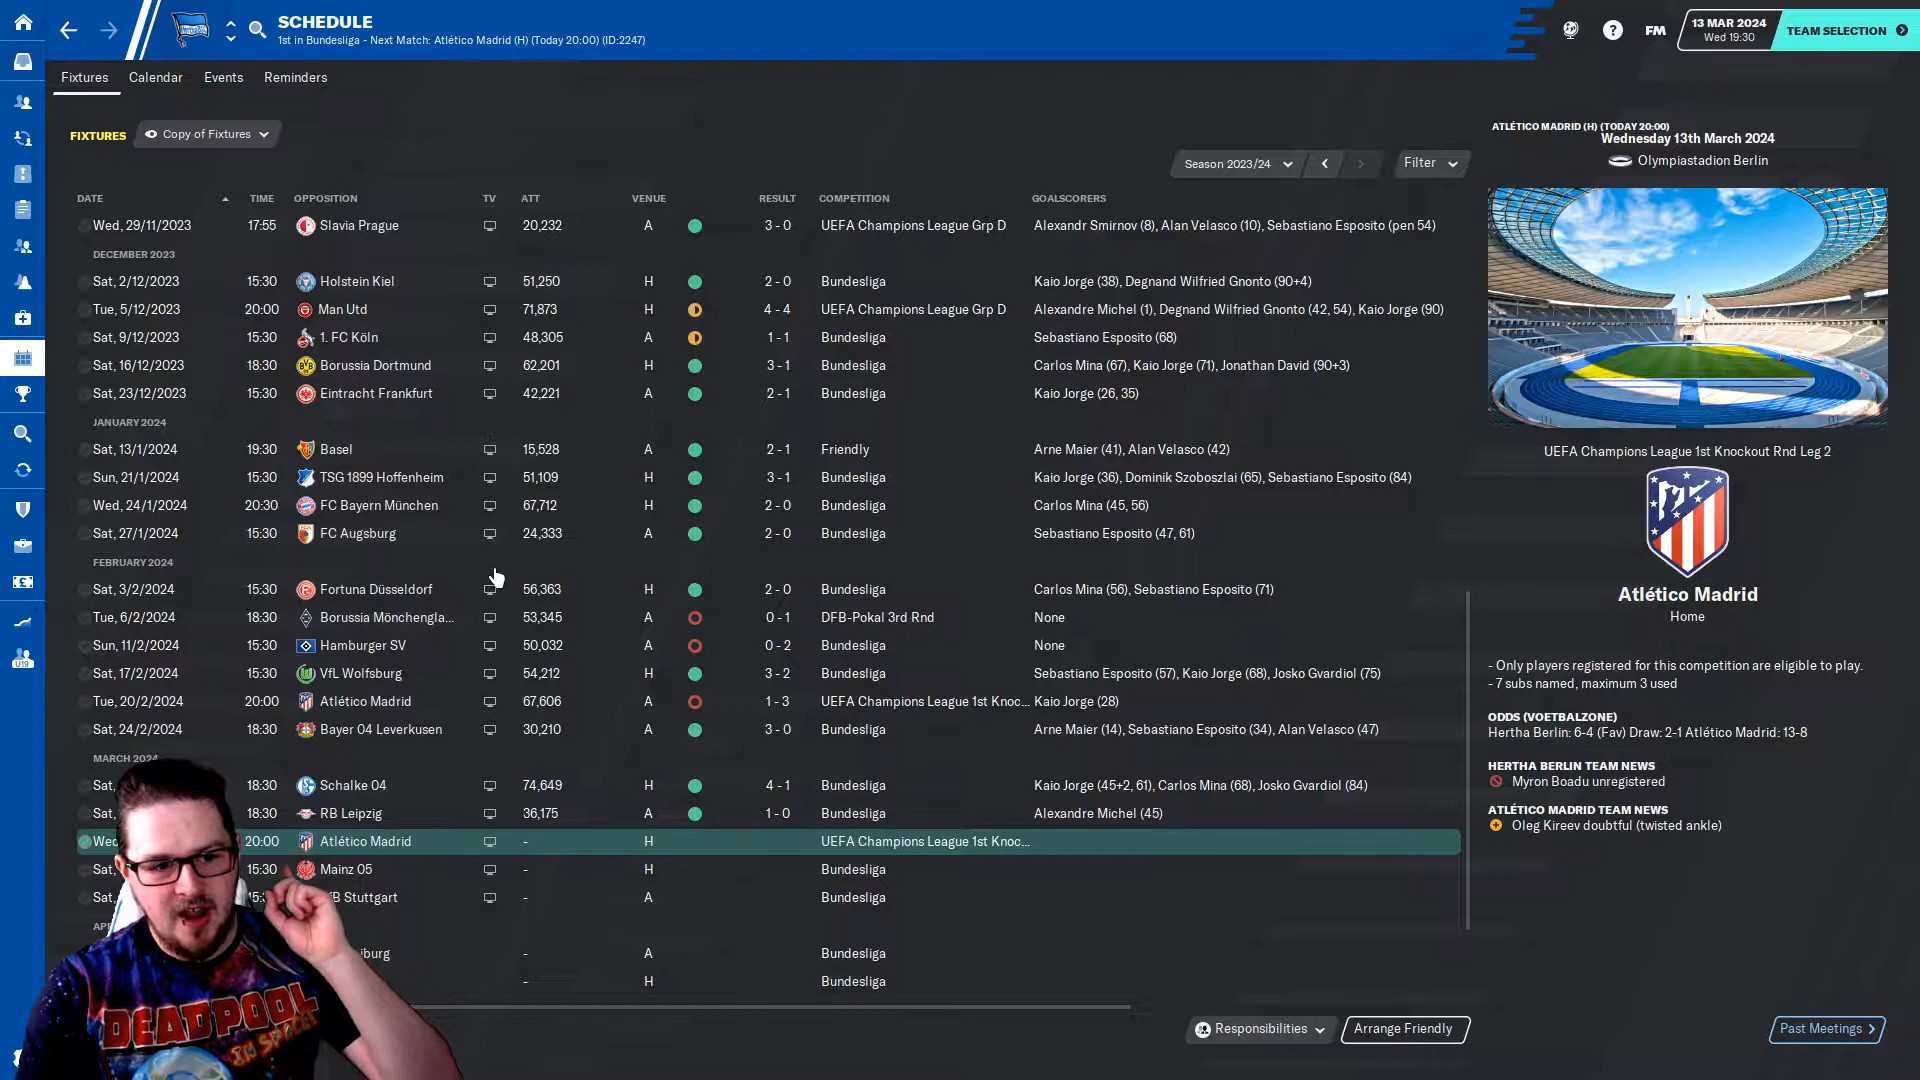 SCHEDULE
1st in Bundesliga - Next Match: Atlético Madrid (H) (Today 20:00) (ID:2247)
FM
13 MAR 2024
Wed 19:30
TEAM SELECTION
Fixtures Calendar Events Reminders
FIXTURES Copy of Fixtures
Season 2023/24 Filter
DATE TIME OPPOSITION TV ATT VENUE RESULT COMPETITION GOALSCORERS
Wed, 29/11/2023 17:55 Slavia Prague 20,232 A 3 - 0 UEFA Champions League Grp D Alexandr Smirnov (8), Alan Velasco (10), Sebastiano Esposito (pen 54)
DECEMBER 2023
Sat, 2/12/2023 15:30 Holstein Kiel 51,250 H 2 - 0 Bundesliga Kaio Jorge (38), Degnand Wilfried Gnonto (90+4)
Tue, 5/12/2023 20:00 Man Utd 71,873 H 4 - 4 UEFA Champions League Grp D Alexandre Michel (1), Degnand Wilfried Gnonto (42, 54), Kaio Jorge (90)
Sat, 9/12/2023 15:30 1. FC Köln 48,305 A 1 - 1 Bundesliga Sebastiano Esposito (68)
Sat, 16/12/2023 18:30 Borussia Dortmund 62,201 H 3 - 1 Bundesliga Carlos Mina (67), Kaio Jorge (71), Jonathan David (90+3)
Sat, 23/12/2023 15:30 Eintracht Frankfurt 42,221 A 2 - 1 Bundesliga Kaio Jorge (26, 35)
JANUARY 2024
Sat, 13/1/2024 19:30 Basel 15,528 A 2 - 1 Friendly Arne Maier (41), Alan Velasco (42)
Sun, 21/1/2024 15:30 TSG 1899 Hoffenheim 51,109 H 3 - 1 Bundesliga Kaio Jorge (36), Dominik Szoboszlai (65), Sebastiano Esposito (84)
Wed, 24/1/2024 20:30 FC Bayern München 67,712 H 2 - 0 Bundesliga Carlos Mina (45, 56)
Sat, 27/1/2024 15:30 FC Augsburg 24,333 A 2 - 0 Bundesliga Sebastiano Esposito (47, 61)
FEBRUARY 2024
Sat, 3/2/2024 15:30 Fortuna Düsseldorf 56,363 H 2 - 0 Bundesliga Carlos Mina (56), Sebastiano Esposito (71)
Tue, 6/2/2024 18:30 Borussia Mönchengla... 53,345 A 0 - 1 DFB-Pokal 3rd Rnd None
Sun, 11/2/2024 15:30 Hamburger SV 50,032 A 0 - 2 Bundesliga None
Sat, 17/2/2024 15:30 VfL Wolfsburg 54,212 H 3 - 2 Bundesliga Sebastiano Esposito (57), Kaio Jorge (68), Josko Gvardiol (75)
Tue, 20/2/2024 20:00 Atlético Madrid 67,606 A 1 - 3 UEFA Champions League 1st Knoc... Kaio Jorge (28)
Sat, 24/2/2024 18:30 Bayer 04 Leverkusen 30,210 A 3 - 0 Bundesliga Arne Maier (14), Sebastiano Esposito (34), Alan Velasco (47)
MARCH 2024
Sat, 18:30 Schalke 04 74,649 H 4 - 1 Bundesliga Kaio Jorge (45+2, 61), Carlos Mina (68), Josko Gvardiol (84)
Sat, 18:30 RB Leipzig 36,175 A 1 - 0 Bundesliga Alexandre Michel (45)
Wed 20:00 Atlético Madrid - H UEFA Champions League 1st Knoc...
Sat, 15:30 Mainz 05 - H Bundesliga
Sat, Stuttgart - A Bundesliga
- A Bundesliga
- H Bundesliga
DEADPOOL
IN SPACE!
Responsibilities Arrange Friendly
ATLÉTICO MADRID (H) (TODAY 20:00)
Wednesday 13th March 2024
Olympiastadion Berlin
UEFA Champions League 1st Knockout Rnd Leg 2
Atlético Madrid
Home
- Only players registered for this competition are eligible to play.
- 7 subs named, maximum 3 used
ODDS (VOETBALZONE)
Hertha Berlin: 6-4 (Fav) Draw: 2-1 Atlético Madrid: 13-8
HERTHA BERLIN TEAM NEWS
Myron Boadu unregistered
ATLÉTICO MADRID TEAM NEWS
Oleg Kireev doubtful (twisted ankle)
Past Meetings
U19